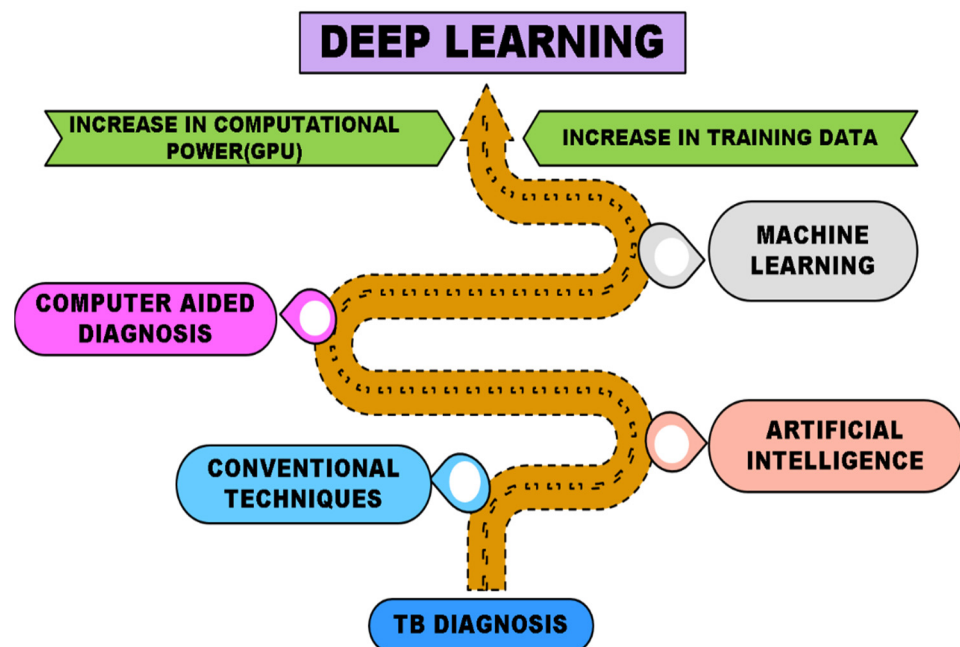 DEEP LEARNING
INCREASE IN COMPUTATIONAL
POWER(GPU)
INCREASE IN TRAINING DATA
MACHINE
LEARNING
COMPUTER AIDED
DIAGNOSIS
ARTIFICIAL
INTELLIGENCE
CONVENTIONAL
TECHNIQUES
TB DIAGNOSIS